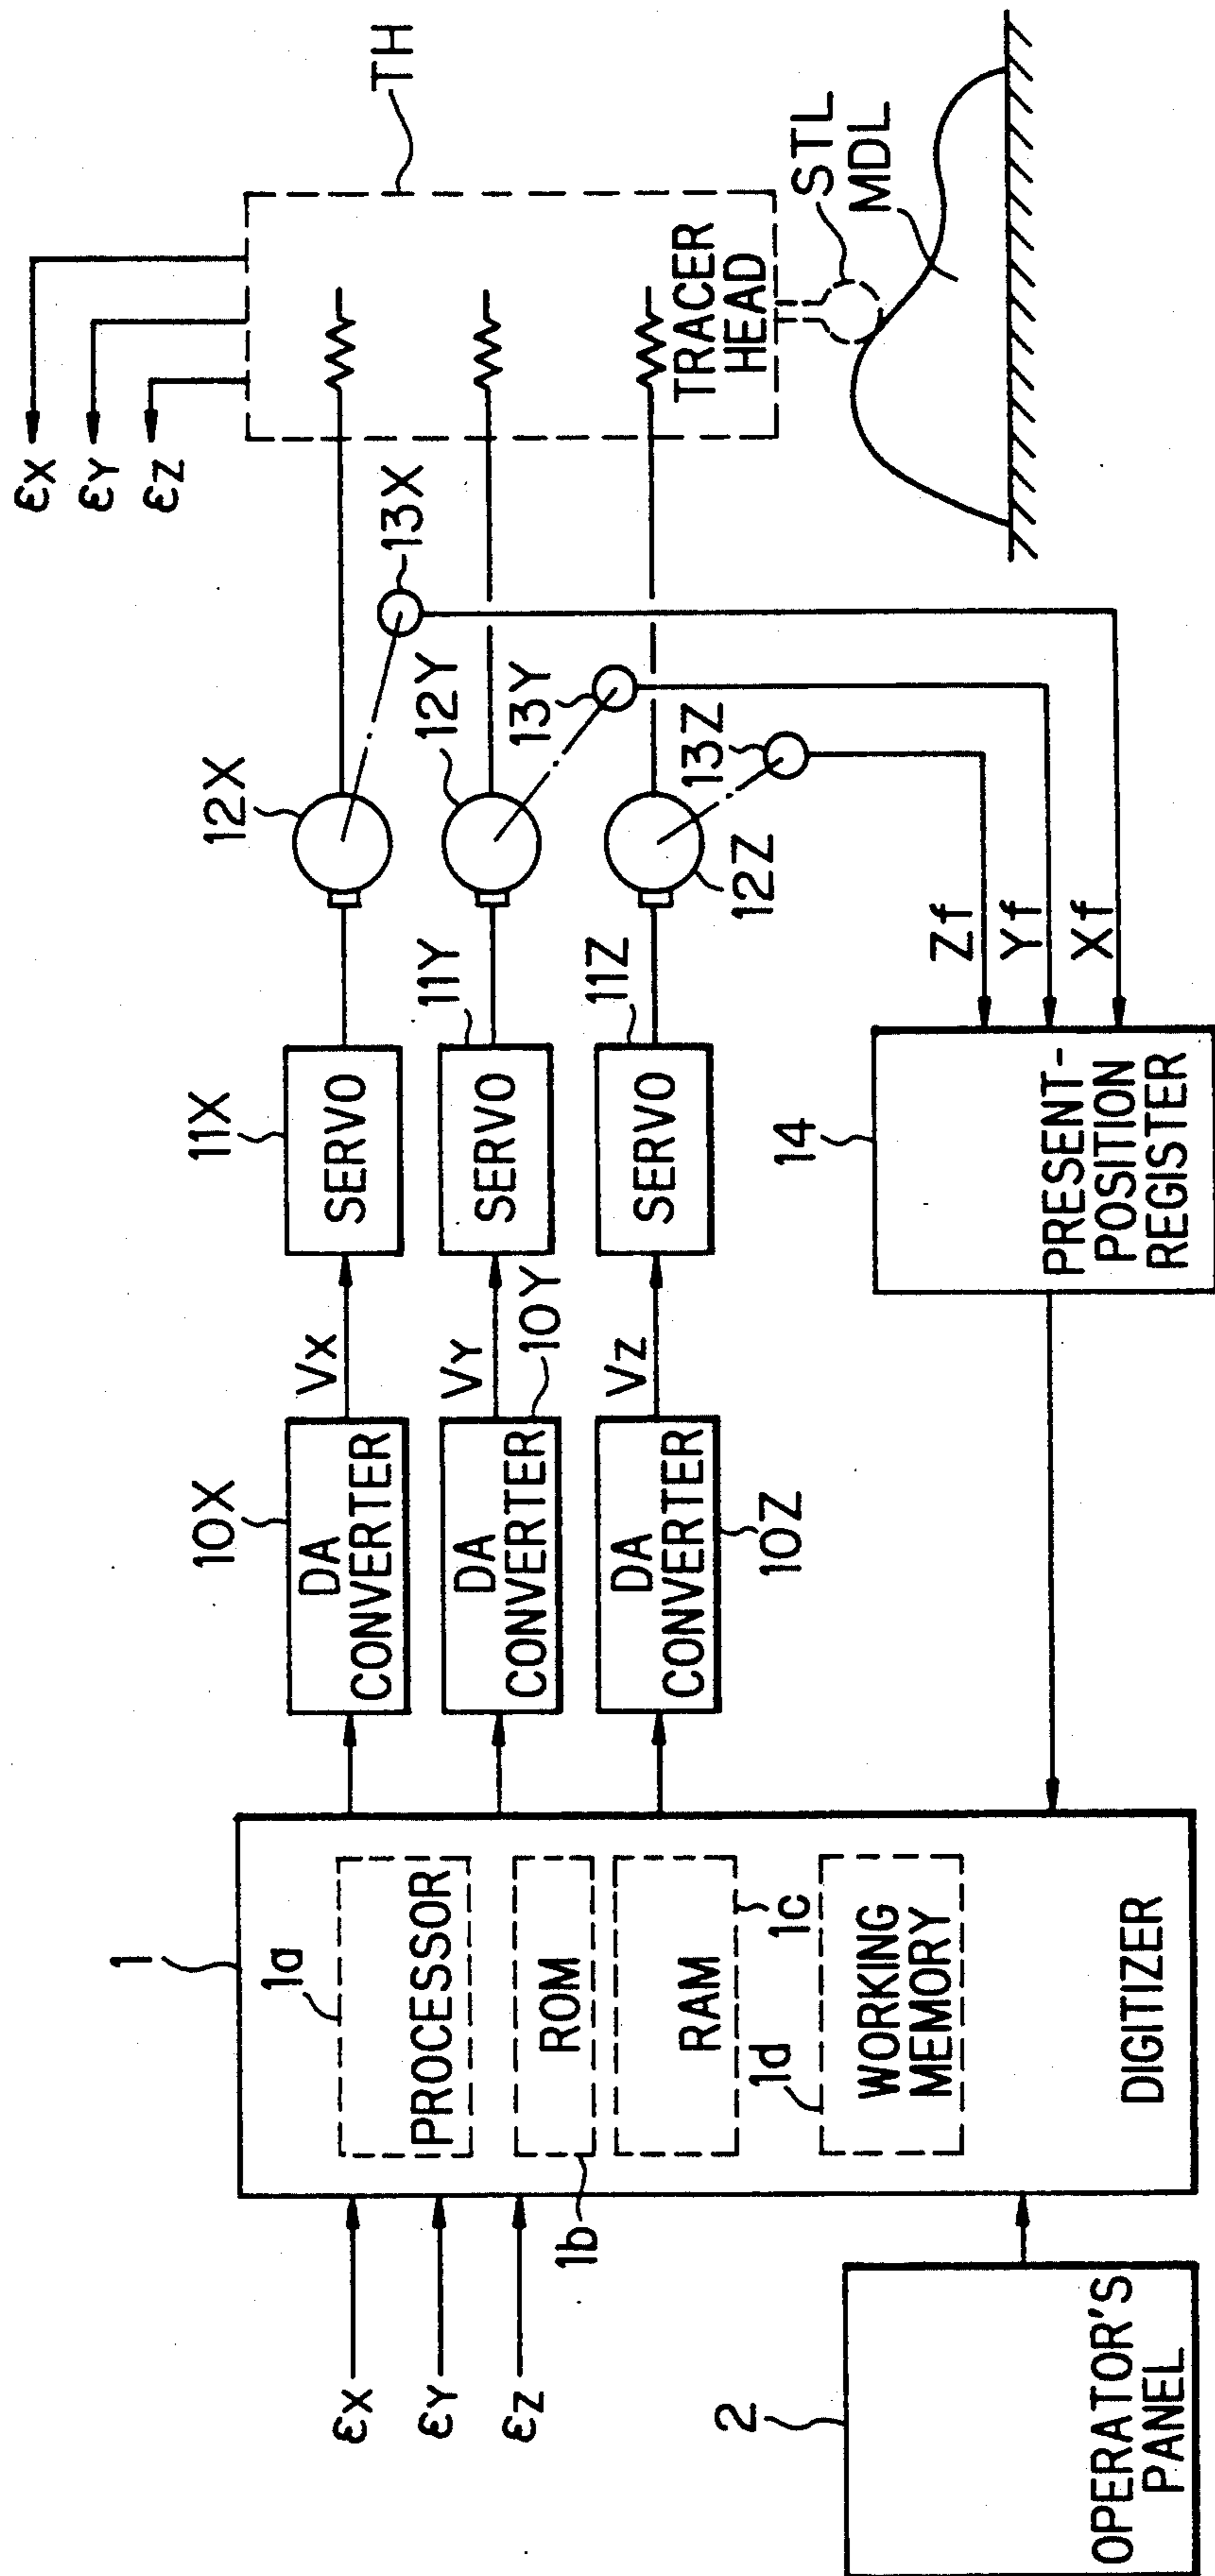 εX
εY
εZ
TH
TRACER
HEAD
STL
MDL
12X
13X
12Y
13Y
12Z
13Z
11X
SERVO
11Y
SERVO
11Z
SERVO
Zf
Yf
Xf
14
PRESENT-
POSITION
REGISTER
VX
VY
VZ
10X
DA
CONVERTER
10Y
DA
CONVERTER
10Z
DA
CONVERTER
1
1a
PROCESSOR
1b
ROM
1c
RAM
1d
WORKING
MEMORY
DIGITIZER
εX
εY
εZ
2
OPERATOR'S
PANEL